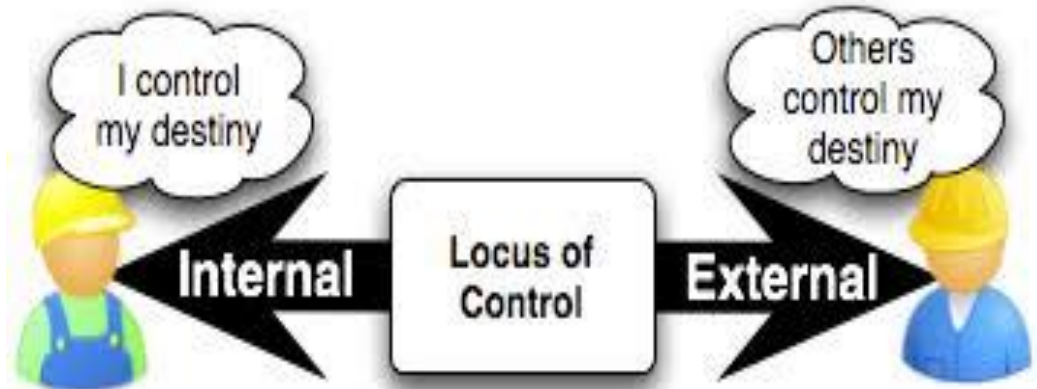 I control
my destiny
Others
control my
destiny
Internal
Locus of
Control
External